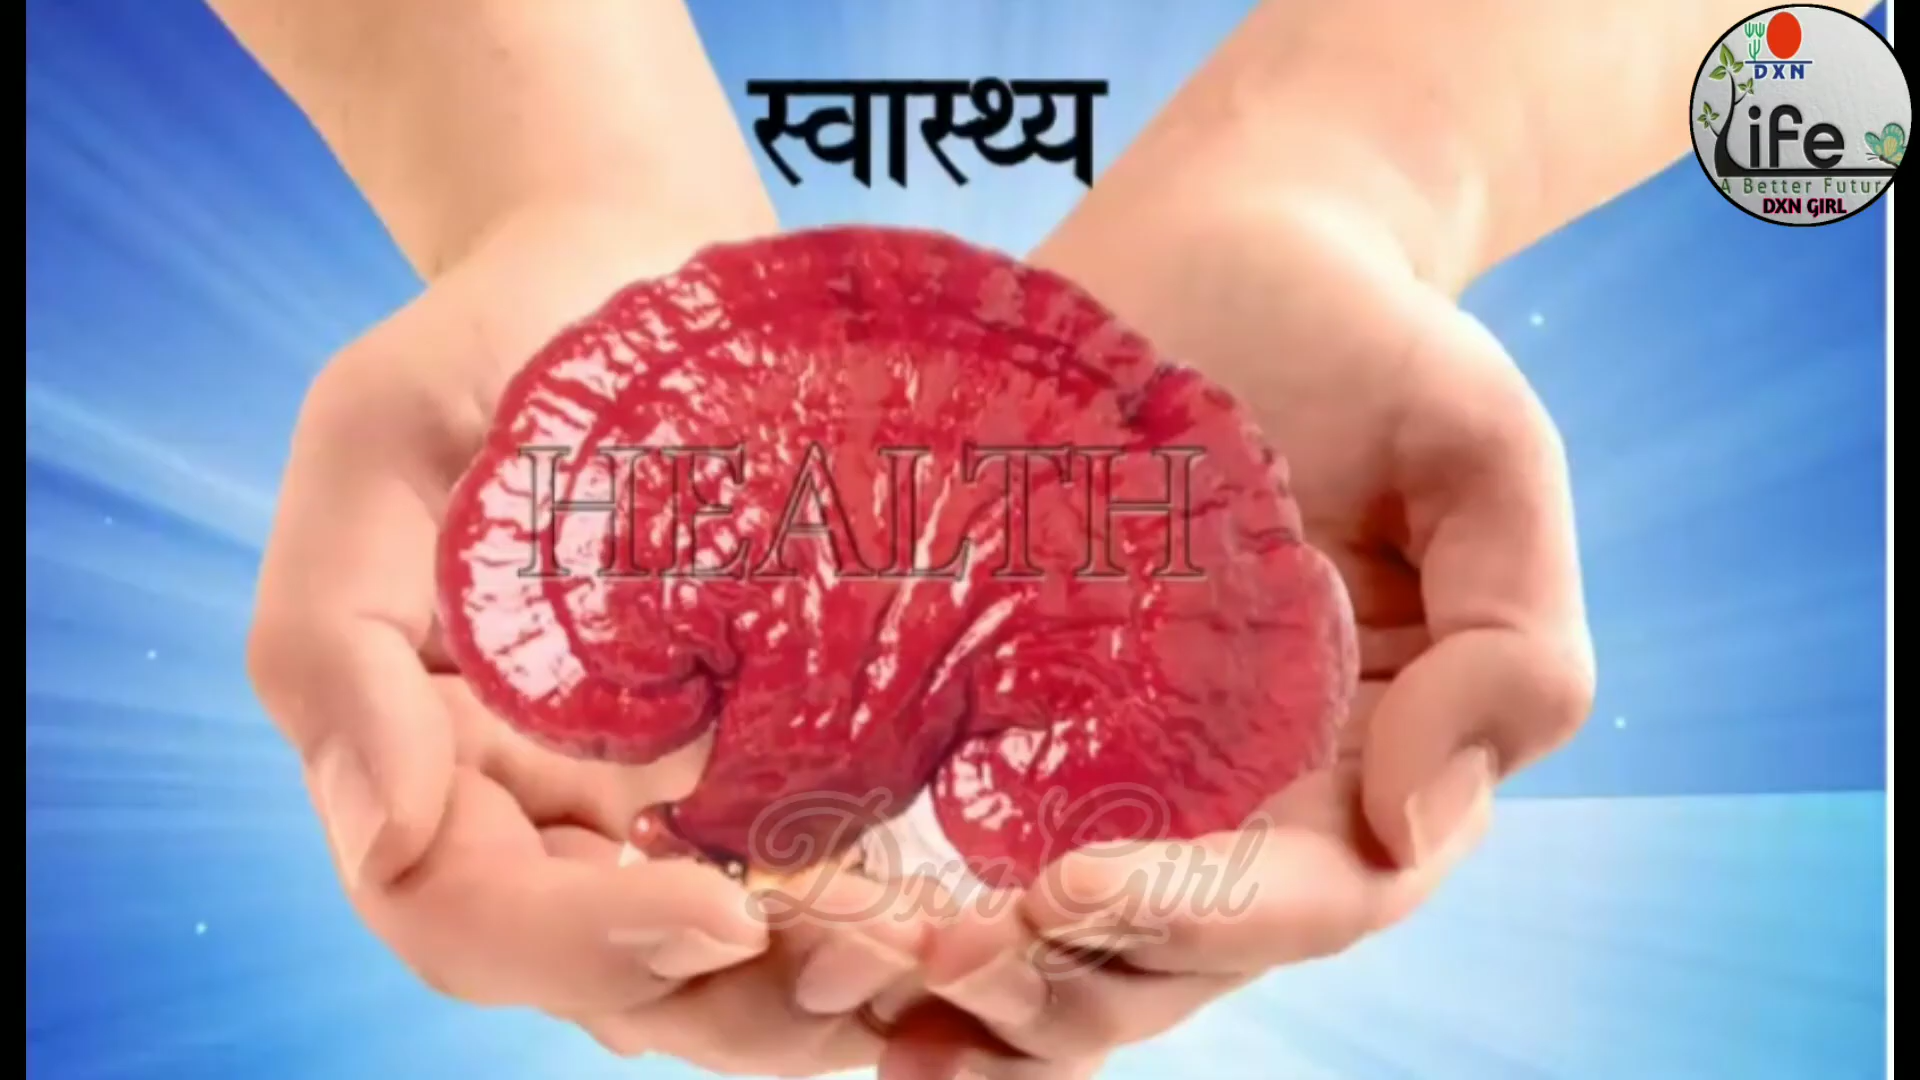 स्वास्थ्य
DXN
Life
A Better Futur
DXN GIRL
HEALTH
Dxn Girl